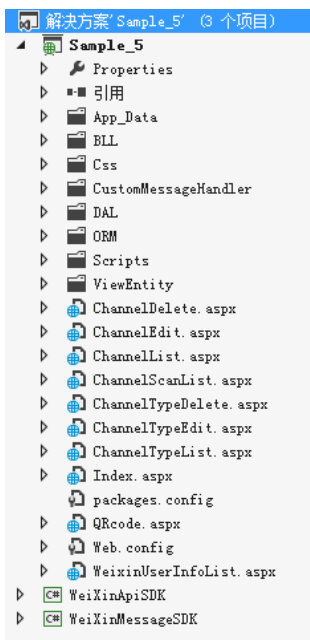 解决方案'Sample_5' (3 个项目)
Sample_5
Properties
引用
App_Data
BLL
Css
CustomMessageHandler
DAL
ORM
Scripts
ViewEntity
ChannelDelete.aspx
ChannelEdit.aspx
ChannelList.aspx
ChannelScanList.aspx
ChannelTypeDelete.aspx
ChannelTypeEdit.aspx
ChannelTypeList.aspx
Index.aspx
packages.config
QRcode.aspx
Web.config
WeixinUserInfoList.aspx
C# WeiXinApiSDK
C# WeiXinMessageSDK